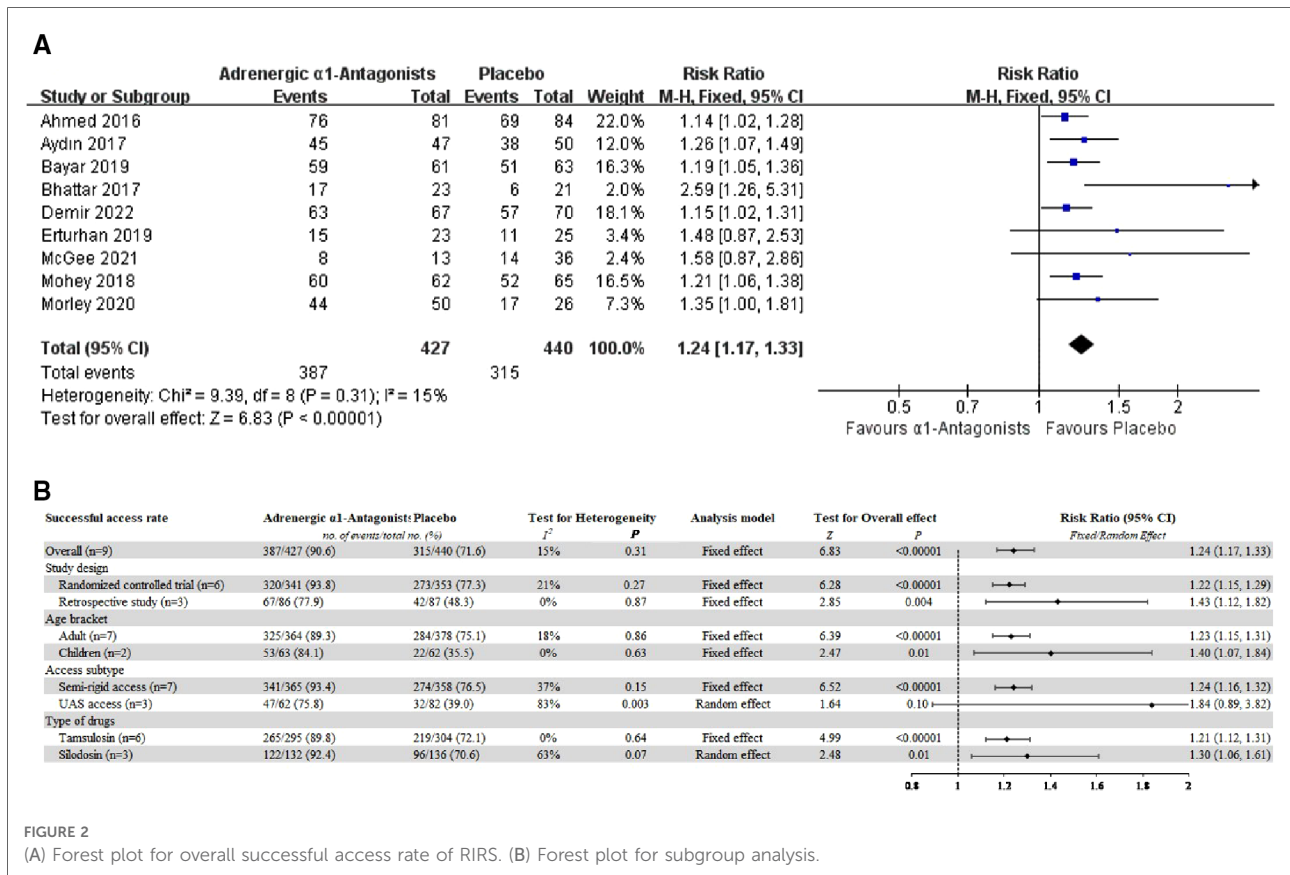 A
Adrenergic α1-Antagonists Placebo Risk Ratio Risk Ratio
Study or Subgroup Events Total Events Total Weight M-H, Fixed, 95% CI M-H, Fixed, 95% CI
Ahmed 2016 76 81 69 84 22.0% 1.14 [1.02, 1.28]
Aydın 2017 45 47 38 50 12.0% 1.26 [1.07, 1.49]
Bayar 2019 59 61 51 63 16.3% 1.19 [1.05, 1.36]
Bhattar 2017 17 23 6 21 2.0% 2.59 [1.26, 5.31]
Demir 2022 63 67 57 70 18.1% 1.15 [1.02, 1.31]
Erturhan 2019 15 23 11 25 3.4% 1.48 [0.87, 2.53]
McGee 2021 8 13 14 36 2.4% 1.58 [0.87, 2.86]
Mohey 2018 60 62 52 65 16.5% 1.21 [1.06, 1.38]
Morley 2020 44 50 17 26 7.3% 1.35 [1.00, 1.81]
Total (95% CI) 427 440 100.0% 1.24 [1.17, 1.33]
Total events 387 315
Heterogeneity: Chi² = 9.39, df = 8 (P = 0.31); I² = 15%
Test for overall effect: Z = 6.83 (P < 0.00001)
0.5 0.7 1 1.5 2
Favours α1-Antagonists Favours Placebo
B
Successful access rate Adrenergic α1-Antagonists Placebo Test for Heterogeneity Analysis model Test for Overall effect Risk Ratio (95% CI)
no. of events/total no. (%) I² P Z P Fixed/Random Effect
Overall (n=9) 387/427 (90.6) 315/440 (71.6) 15% 0.31 Fixed effect 6.83 <0.00001 1.24 (1.17, 1.33)
Study design
Randomized controlled trial (n=6) 320/341 (93.8) 273/353 (77.3) 21% 0.27 Fixed effect 6.28 <0.00001 1.22 (1.15, 1.29)
Retrospective study (n=3) 67/86 (77.9) 42/87 (48.3) 0% 0.87 Fixed effect 2.85 0.004 1.43 (1.12, 1.82)
Age bracket
Adult (n=7) 325/364 (89.3) 284/378 (75.1) 18% 0.86 Fixed effect 6.39 <0.00001 1.23 (1.15, 1.31)
Children (n=2) 53/63 (84.1) 22/62 (35.5) 0% 0.63 Fixed effect 2.47 0.01 1.40 (1.07, 1.84)
Access subtype
Semi-rigid access (n=7) 341/365 (93.4) 274/358 (76.5) 37% 0.15 Fixed effect 6.52 <0.00001 1.24 (1.16, 1.32)
UAS access (n=3) 47/62 (75.8) 32/82 (39.0) 83% 0.003 Random effect 1.64 0.10 1.84 (0.89, 3.82)
Type of drugs
Tamsulosin (n=6) 265/295 (89.8) 219/304 (72.1) 0% 0.64 Fixed effect 4.99 <0.00001 1.21 (1.12, 1.31)
Silodosin (n=3) 122/132 (92.4) 96/136 (70.6) 63% 0.07 Random effect 2.48 0.01 1.30 (1.06, 1.61)
0.8 1 1.2 1.4 1.6 1.8 2
FIGURE 2
(A) Forest plot for overall successful access rate of RIRS. (B) Forest plot for subgroup analysis.